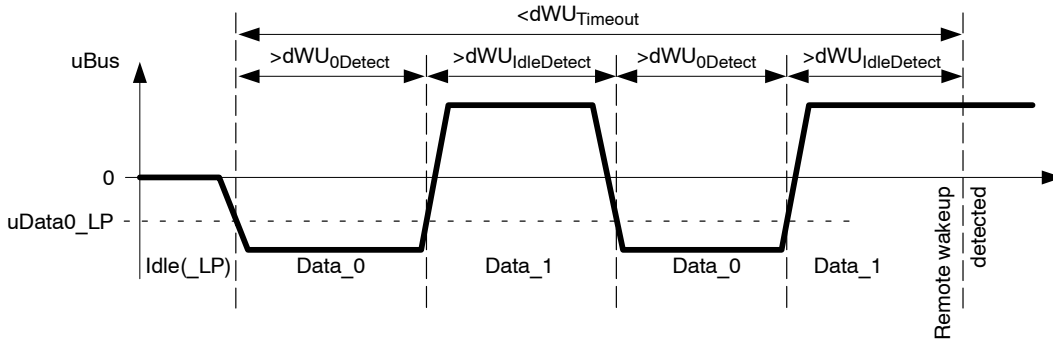 <dWU_Timeout
uBus
>dWU_0Detect >dWU_IdleDetect >dWU_0Detect >dWU_IdleDetect
0
uData0_LP
Idle(_LP) Data_0 Data_1 Data_0 Data_1
Remote wakeup
detected